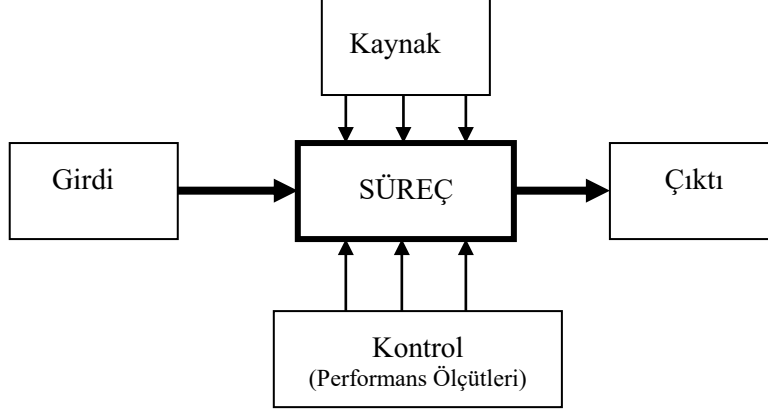 Kaynak
Girdi
SÜREÇ
Çıktı
Kontrol
(Performans Ölçütleri)